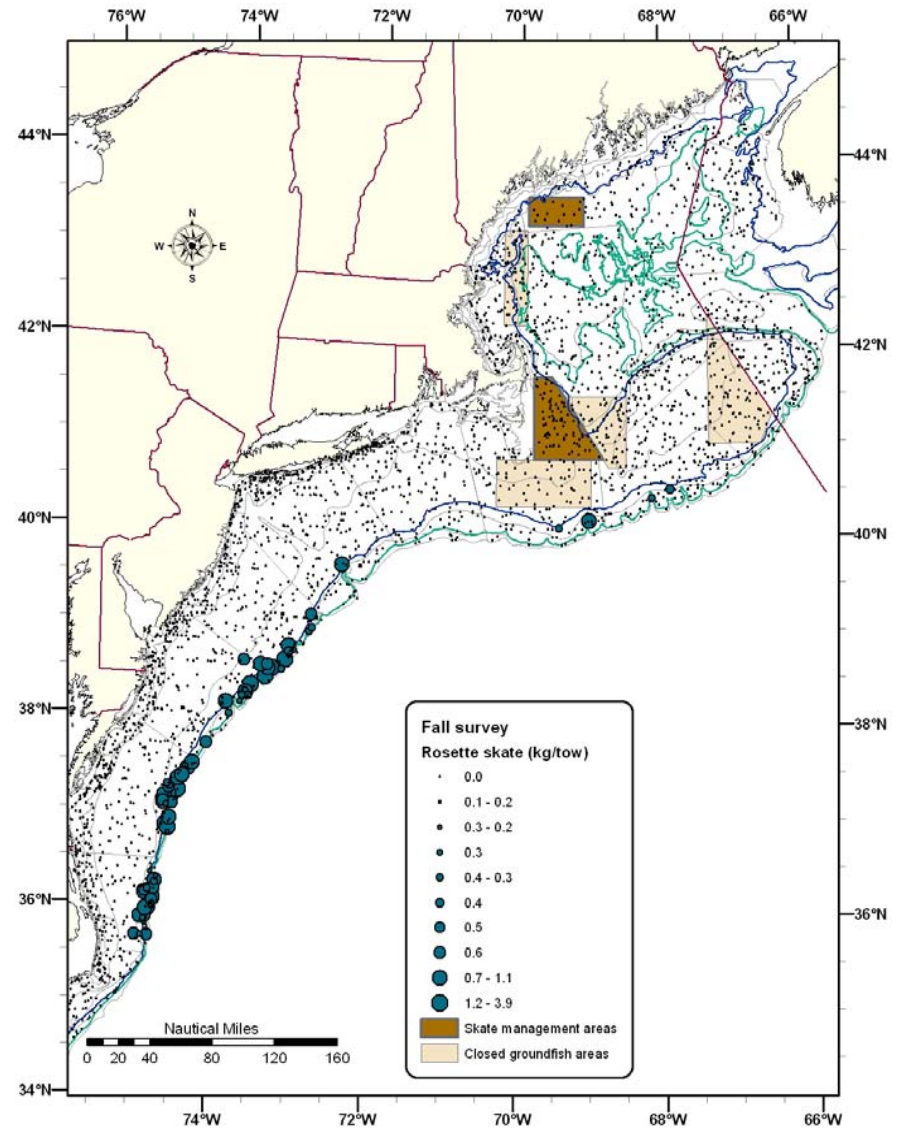 76°W 74°W 72°W 70°W 68°W 66°W
44°N
44°N
N
W E
S
42°N
42°N
40°N
40°N
38°N
38°N
36°N
36°N
34°N
Fall survey
Rosette skate (kg/tow)
0.0
0.1 - 0.2
0.3 - 0.2
0.3
0.4 - 0.3
0.4
0.5
0.6
0.7 - 1.1
1.2 - 3.9
Skate management areas
Closed groundfish areas
Nautical Miles
0 20 40 80 120 160
74°W 72°W 70°W 68°W 66°W